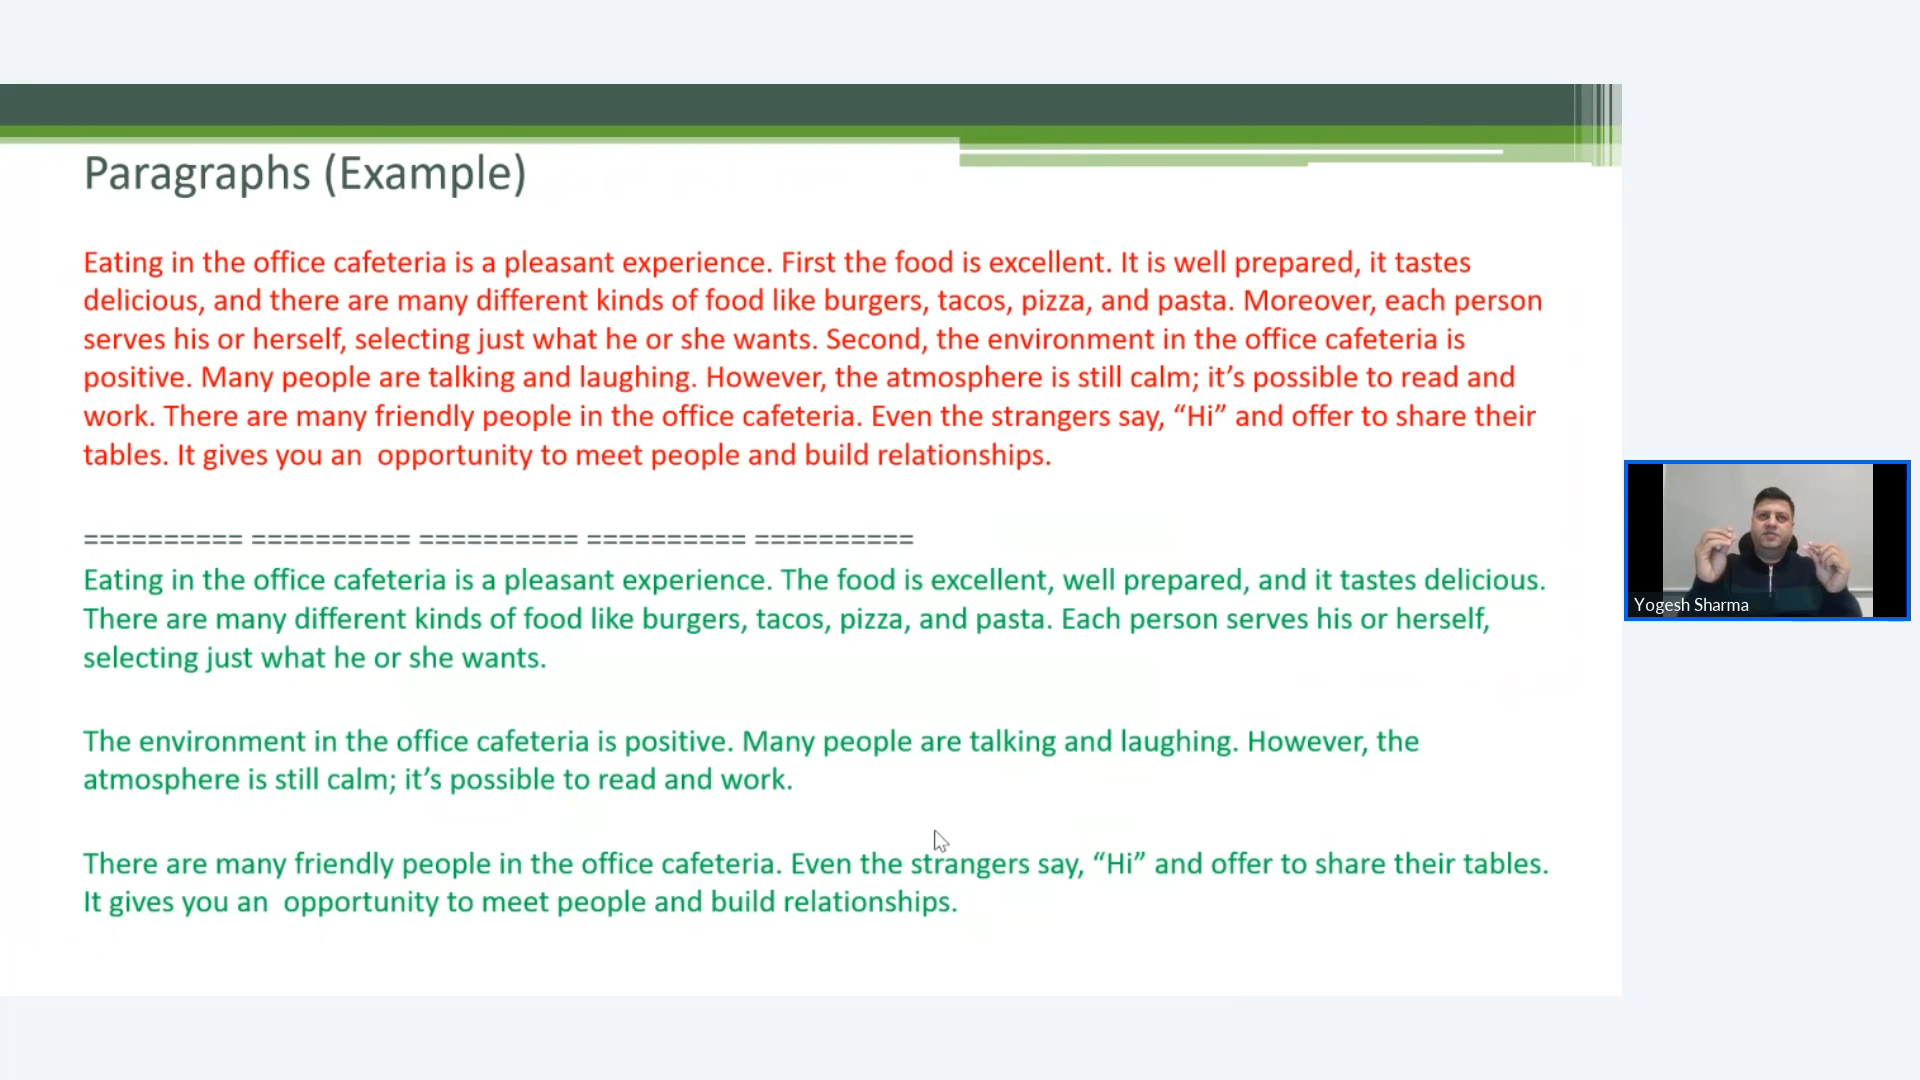 Paragraphs (Example)
Eating in the office cafeteria is a pleasant experience. First the food is excellent. It is well prepared, it tastes
delicious, and there are many different kinds of food like burgers, tacos, pizza, and pasta. Moreover, each person
serves his or herself, selecting just what he or she wants. Second, the environment in the office cafeteria is
positive. Many people are talking and laughing. However, the atmosphere is still calm; it’s possible to read and
work. There are many friendly people in the office cafeteria. Even the strangers say, “Hi” and offer to share their
tables. It gives you an  opportunity to meet people and build relationships.
========== ========== ========== ========== ==========
Eating in the office cafeteria is a pleasant experience. The food is excellent, well prepared, and it tastes delicious.
There are many different kinds of food like burgers, tacos, pizza, and pasta. Each person serves his or herself,
selecting just what he or she wants.
The environment in the office cafeteria is positive. Many people are talking and laughing. However, the
atmosphere is still calm; it’s possible to read and work.
There are many friendly people in the office cafeteria. Even the strangers say, “Hi” and offer to share their tables.
It gives you an  opportunity to meet people and build relationships.
Yogesh Sharma